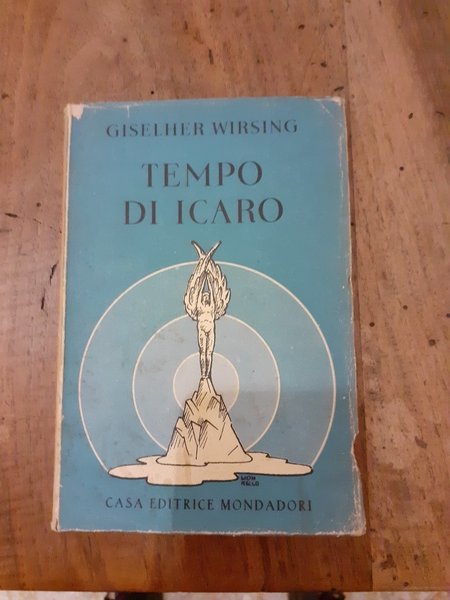 GISELHER WIRSING
TEMPO
DI ICARO
CASA EDITRICE MONDADORI